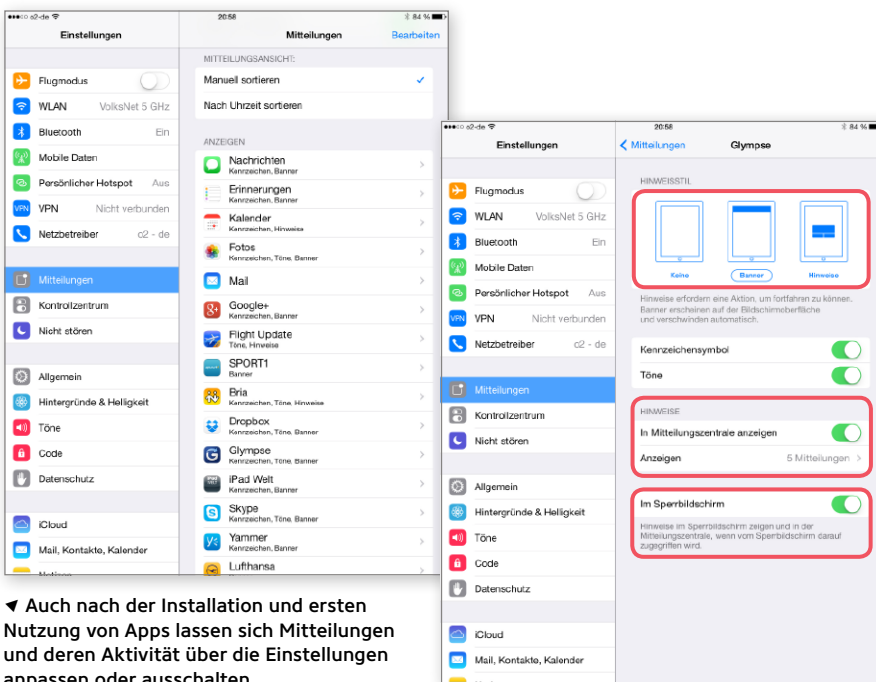 o2-de 20:58 84 %
Einstellungen
Flugmodus
WLAN VolksNet 5 GHz
Bluetooth Ein
Mobile Daten
Persönlicher Hotspot Aus
VPN VPN Nicht verbunden
Netzbetreiber o2 - de
Mitteilungen
Kontrollzentrum
Nicht stören
Allgemein
Hintergründe & Helligkeit
Töne
Code
Datenschutz
iCloud
Mail, Kontakte, Kalender
Mitteilungen Bearbeiten
MITTEILUNGSANSICHT:
Manuell sortieren
Nach Uhrzeit sortieren
ANZEIGEN
Nachrichten
Kennzeichen, Banner
Erinnerungen
Kennzeichen, Banner
Kalender
Kennzeichen, Hinweise
Fotos
Kennzeichen, Töne, Banner
Mail
Google+
Kennzeichen, Banner
Flight Update
Töne, Hinweise
SPORT1
Banner
Bria
Kennzeichen, Töne, Hinweise
Dropbox
Kennzeichen, Töne, Banner
Glympse
Kennzeichen, Töne, Banner
iPad Welt
Kennzeichen, Banner
Skype
Kennzeichen, Töne, Banner
Yammer
Kennzeichen, Banner
Lufthansa
o2-de 20:58 84 %
Einstellungen
Flugmodus
WLAN VolksNet 5 GHz
Bluetooth Ein
Mobile Daten
Persönlicher Hotspot Aus
VPN VPN Nicht verbunden
Netzbetreiber o2 - de
Mitteilungen
Kontrollzentrum
Nicht stören
Allgemein
Hintergründe & Helligkeit
Töne
Code
Datenschutz
iCloud
Mail, Kontakte, Kalender
Mitteilungen Glympse
HINWEISSTIL
Keine Banner Hinweise
Hinweise erfordern eine Aktion, um fortfahren zu können.
Banner erscheinen auf der Bildschirmoberfläche
und verschwinden automatisch.
Kennzeichensymbol
Töne
HINWEISE
In Mitteilungszentrale anzeigen
Anzeigen 5 Mitteilungen
Im Sperrbildschirm
Hinweise im Sperrbildschirm zeigen und in der
Mitteilungszentrale, wenn vom Sperrbildschirm darauf
zugegriffen wird.
Auch nach der Installation und ersten
Nutzung von Apps lassen sich Mitteilungen
und deren Aktivität über die Einstellungen
anpassen oder ausschalten